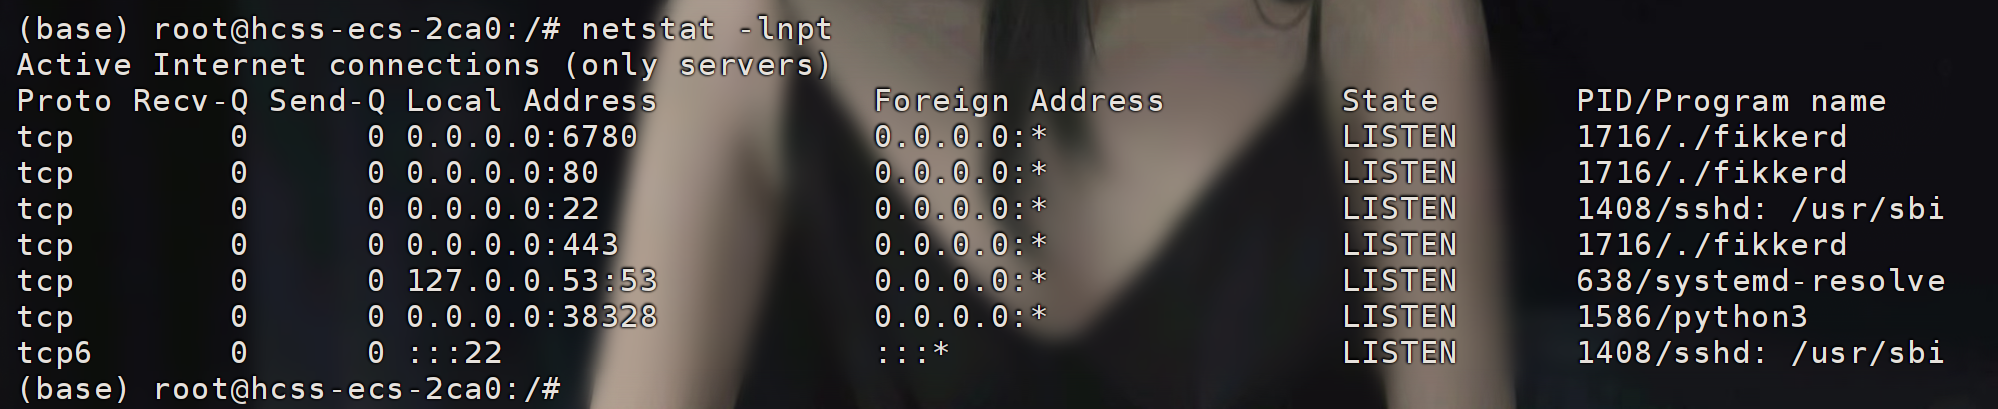 (base) root@hcss-ecs-2ca0:/# netstat -lnpt
Active Internet connections (only servers)
Proto Recv-Q Send-Q Local Address           Foreign Address         State       PID/Program name
tcp        0      0 0.0.0.0:6780            0.0.0.0:*               LISTEN      1716/./fikkerd
tcp        0      0 0.0.0.0:80              0.0.0.0:*               LISTEN      1716/./fikkerd
tcp        0      0 0.0.0.0:22              0.0.0.0:*               LISTEN      1408/sshd: /usr/sbi
tcp        0      0 0.0.0.0:443             0.0.0.0:*               LISTEN      1716/./fikkerd
tcp        0      0 127.0.0.53:53           0.0.0.0:*               LISTEN      638/systemd-resolve
tcp        0      0 0.0.0.0:38328           0.0.0.0:*               LISTEN      1586/python3
tcp6       0      0 :::22                   :::*                    LISTEN      1408/sshd: /usr/sbi
(base) root@hcss-ecs-2ca0:/#